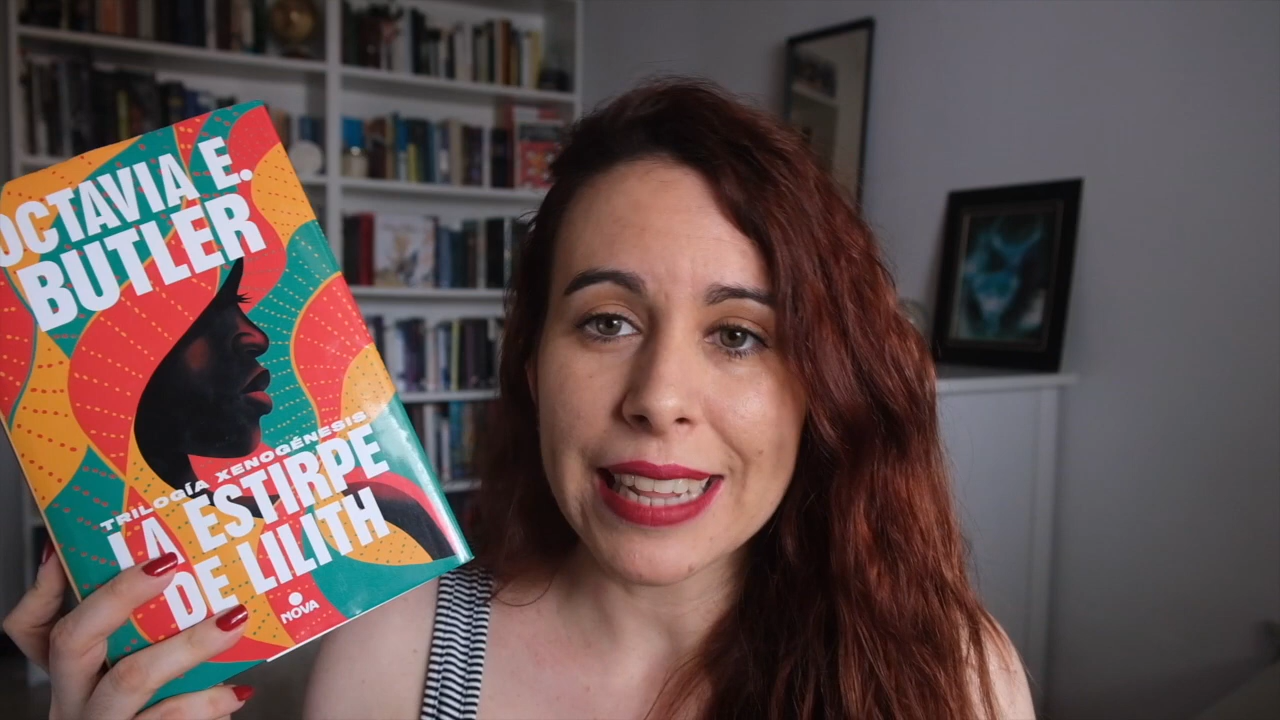 OCTAVIA E.
BUTLER
TRILOGÍA XENOGÉNESIS
LA ESTIRPE
DE LILITH
NOVA